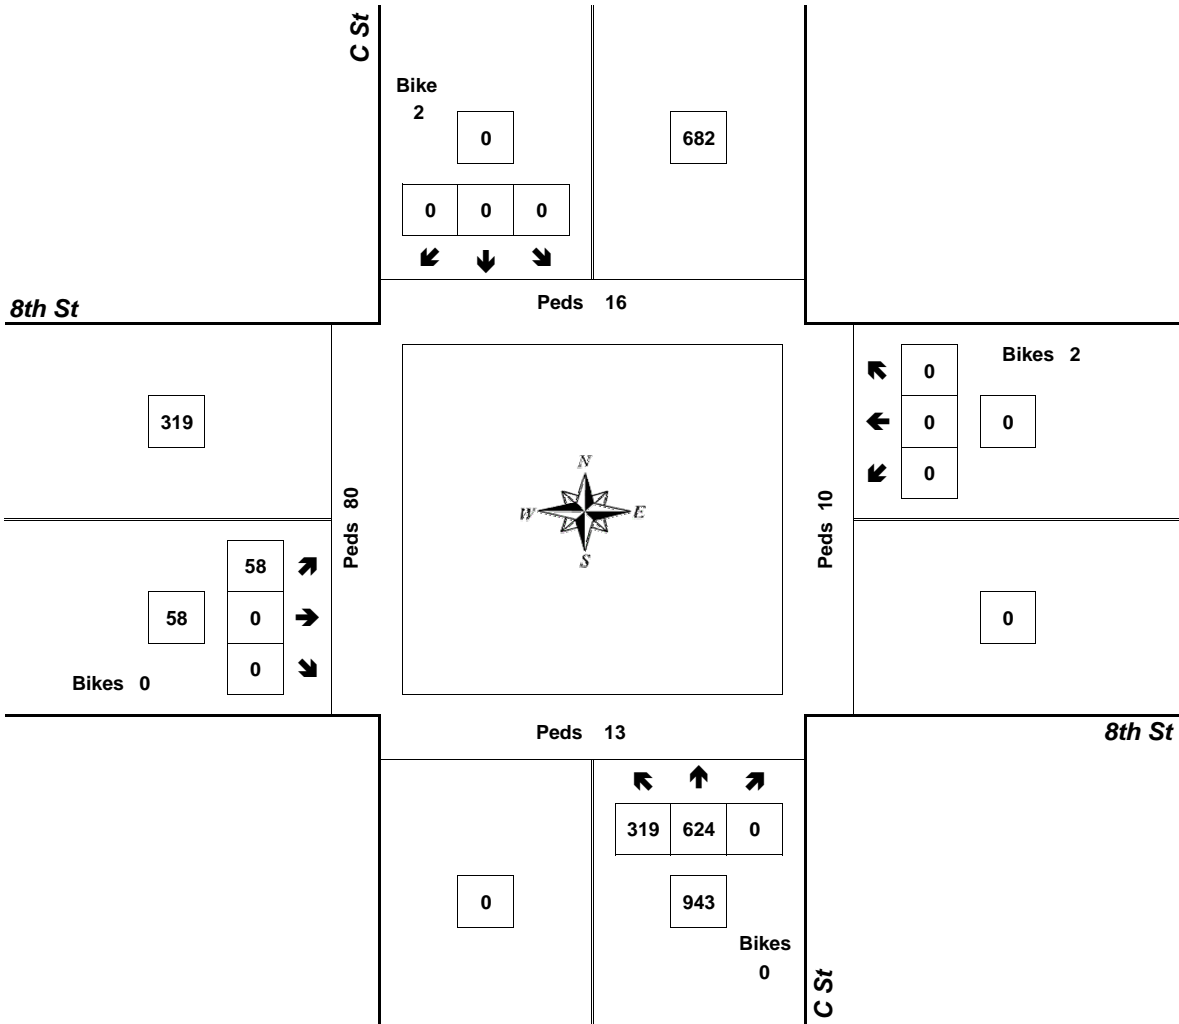 C St
Bike
2
0
682
0 0 0
Peds 16
8th St
Bikes 2
0
0
0
0
319
N
W E
S
Peds 80
Peds 10
58
0
0
58
Bikes 0
0
Peds 13
8th St
319 624 0
0
943
Bikes
0
C St